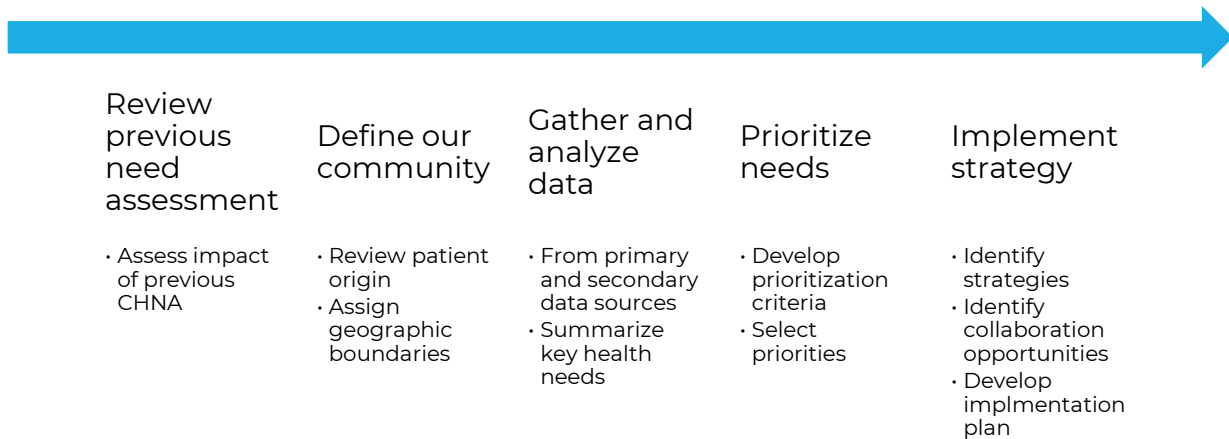 Review
previous
need
assessment
· Assess impact
of previous
CHNA
Define our
community
· Review patient
origin
· Assign
geographic
boundaries
Gather and
analyze
data
· From primary
and secondary
data sources
· Summarize
key health
needs
Prioritize
needs
· Develop
prioritization
criteria
· Select
priorities
Implement
strategy
· Identify
strategies
· Identify
collaboration
opportunities
· Develop
implmentation
plan